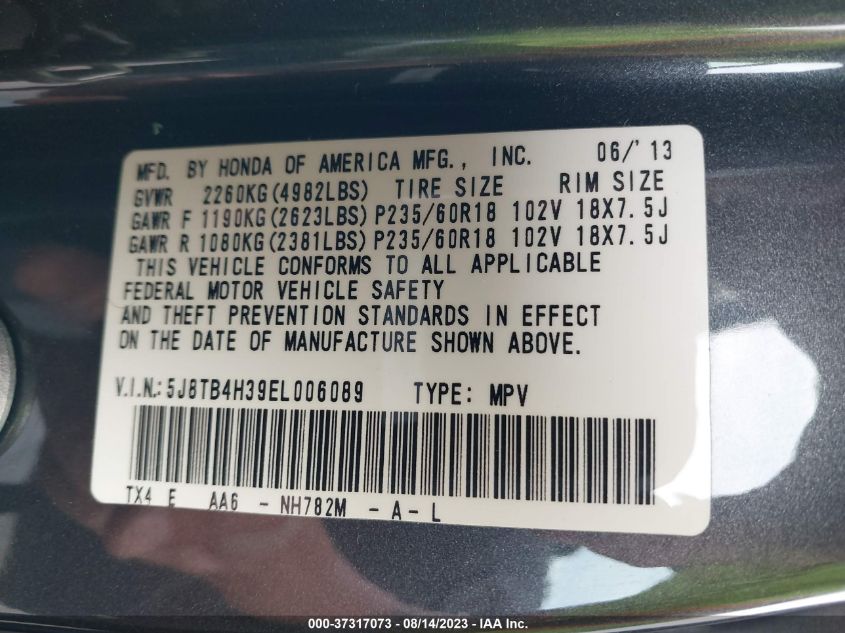 MFD. BY HONDA OF AMERICA MFG., INC. 06/'13
GVWR 2260KG(4982LBS) TIRE SIZE RIM SIZE
GAWR F 1190KG(2623LBS) P235/60R18 102V 18X7.5J
GAWR R 1080KG(2381LBS) P235/60R18 102V 18X7.5J
THIS VEHICLE CONFORMS TO ALL APPLICABLE
FEDERAL MOTOR VEHICLE SAFETY
AND THEFT PREVENTION STANDARDS IN EFFECT
ON THE DATE OF MANUFACTURE SHOWN ABOVE.
V.I.N.: 5J8TB4H39EL006089 TYPE: MPV
TX4 E AA6 - NH782M - A - L
000-37317073 - 08/14/2023 - IAA Inc.